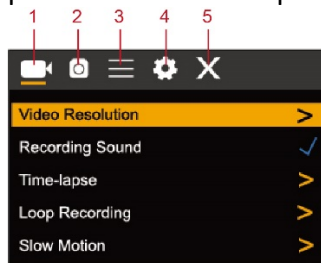 1 2 3 4 5
Video Resolution >
Recording Sound
Time-lapse >
Loop Recording >
Slow Motion >